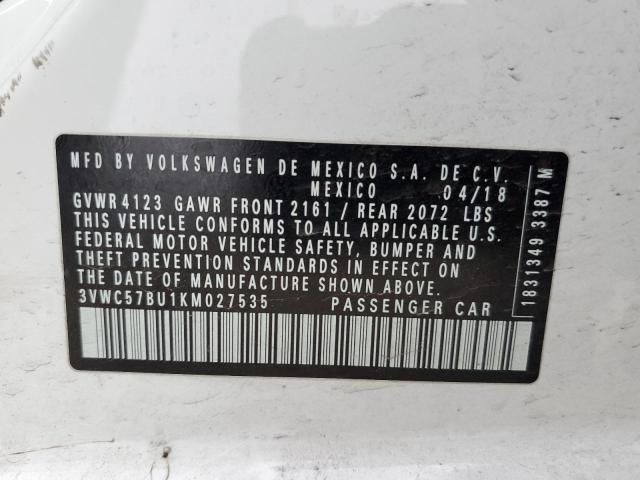 MFD BY VOLKSWAGEN DE MEXICO S.A. DE C.V.
MEXICO 04/18
GVWR 4123 GAWR FRONT 2161 / REAR 2072 LBS
THIS VEHICLE CONFORMS TO ALL APPLICABLE U.S.
FEDERAL MOTOR VEHICLE SAFETY, BUMPER AND
THEFT PREVENTION STANDARDS IN EFFECT ON
THE DATE OF MANUFACTURE SHOWN ABOVE.
3VWC57BU1KM027535 PASSENGER CAR
1831349 3387 M